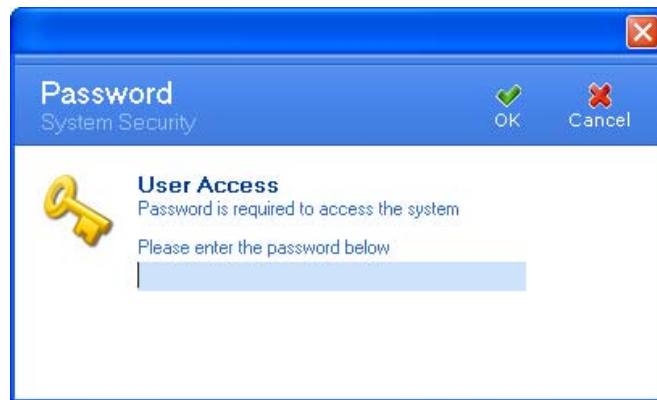 Password
System Security
OK
Cancel
User Access
Password is required to access the system
Please enter the password below